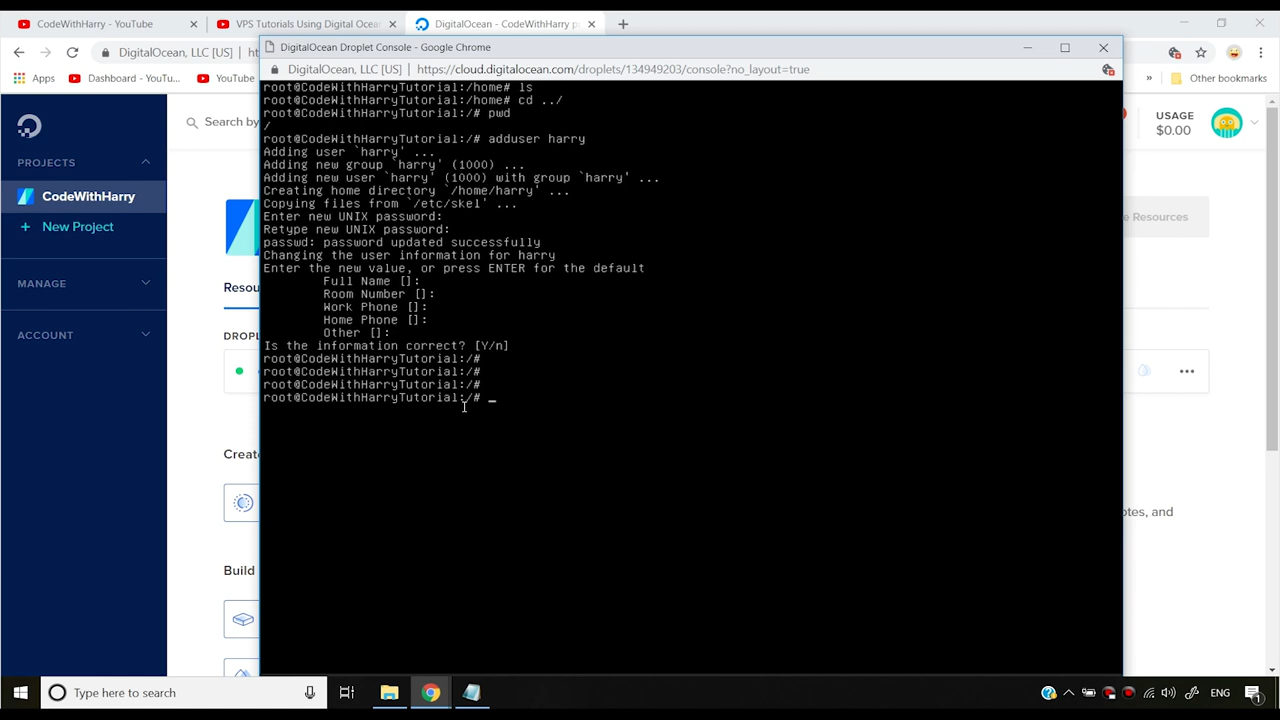 CodeWithHarry - YouTube
VPS Tutorials Using Digital Ocea
DigitalOcean - CodeWithHarry p
DigitalOcean Droplet Console - Google Chrome
DigitalOcean, LLC [US]
DigitalOcean, LLC [US] | https://cloud.digitalocean.com/droplets/134949203/console?no_layout=true
Apps
Dashboard - YouTu...
YouTube
»
Other bookmarks
root@CodeWithHarryTutorial:/home# ls
root@CodeWithHarryTutorial:/home# cd ../
root@CodeWithHarryTutorial:/# pwd
/
root@CodeWithHarryTutorial:/# adduser harry
Adding user `harry' ...
Adding new group `harry' (1000) ...
Adding new user `harry' (1000) with group `harry' ...
Creating home directory `/home/harry' ...
Copying files from `/etc/skel' ...
Enter new UNIX password:
Retype new UNIX password:
passwd: password updated successfully
Changing the user information for harry
Enter the new value, or press ENTER for the default
Full Name []:
Room Number []:
Work Phone []:
Home Phone []:
Other []:
Is the information correct? [Y/n]
root@CodeWithHarryTutorial:/#
root@CodeWithHarryTutorial:/#
root@CodeWithHarryTutorial:/#
root@CodeWithHarryTutorial:/# _
Search by
USAGE
$0.00
PROJECTS
CodeWithHarry
+ New Project
MANAGE
ACCOUNT
Resou
DROPL
Creat
Build
e Resources
otes, and
Type here to search
ENG
1